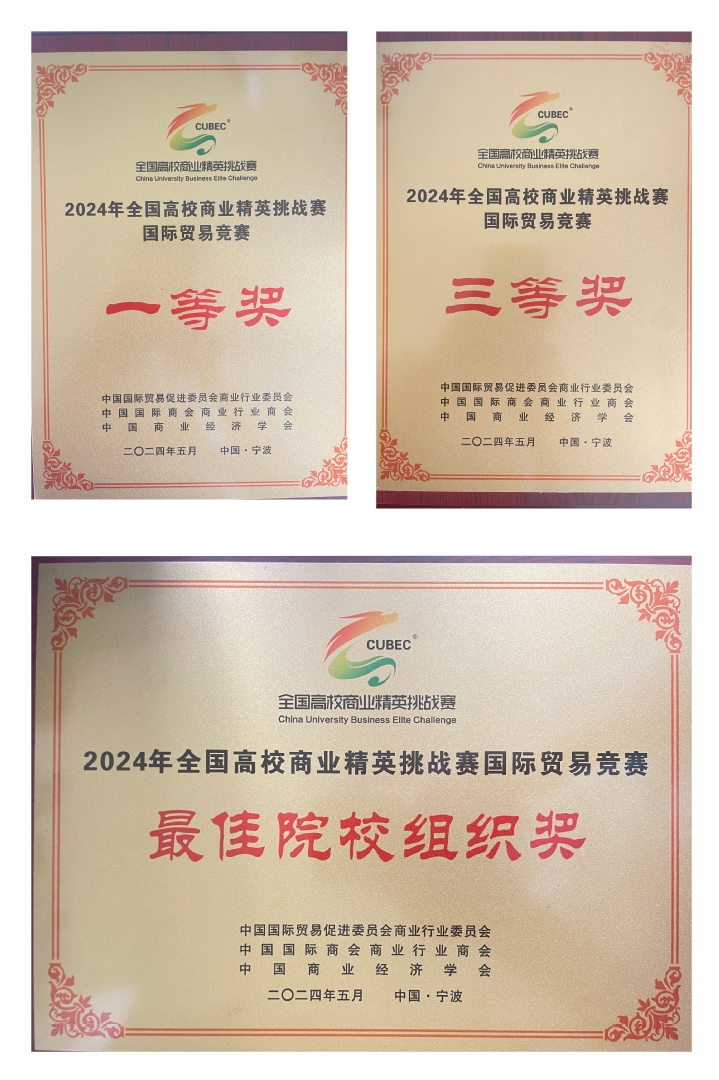 CUBEC®
全国高校商业精英挑战赛
China University Business Elite Challenge
2024年全国高校商业精英挑战赛
国际贸易竞赛
一等奖
中国国际贸易促进委员会商业行业委员会
中国国际商会商业行业商会
中国商业经济学会
二〇二四年五月 中国·宁波
CUBEC®
全国高校商业精英挑战赛
China University Business Elite Challenge
2024年全国高校商业精英挑战赛
国际贸易竞赛
三等奖
中国国际贸易促进委员会商业行业委员会
中国国际商会商业行业商会
中国商业经济学会
二〇二四年五月 中国·宁波
CUBEC®
全国高校商业精英挑战赛
China University Business Elite Challenge
2024年全国高校商业精英挑战赛国际贸易竞赛
最佳院校组织奖
中国国际贸易促进委员会商业行业委员会
中国国际商会商业行业商会
中国商业经济学会
二〇二四年五月 中国·宁波